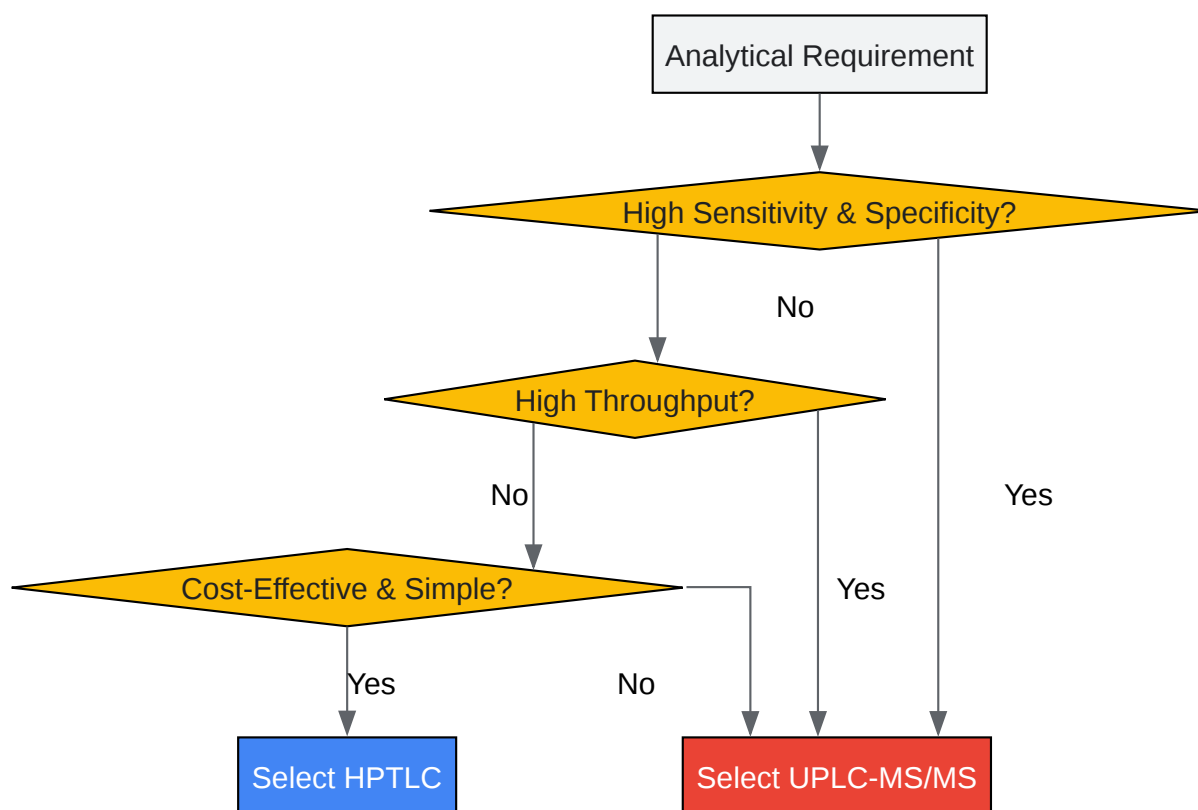 Analytical Requirement
High Sensitivity & Specificity?
No
High Throughput?
No
Yes
Cost-Effective & Simple?
Yes
Yes
No
Select HPTLC
Select UPLC-MS/MS